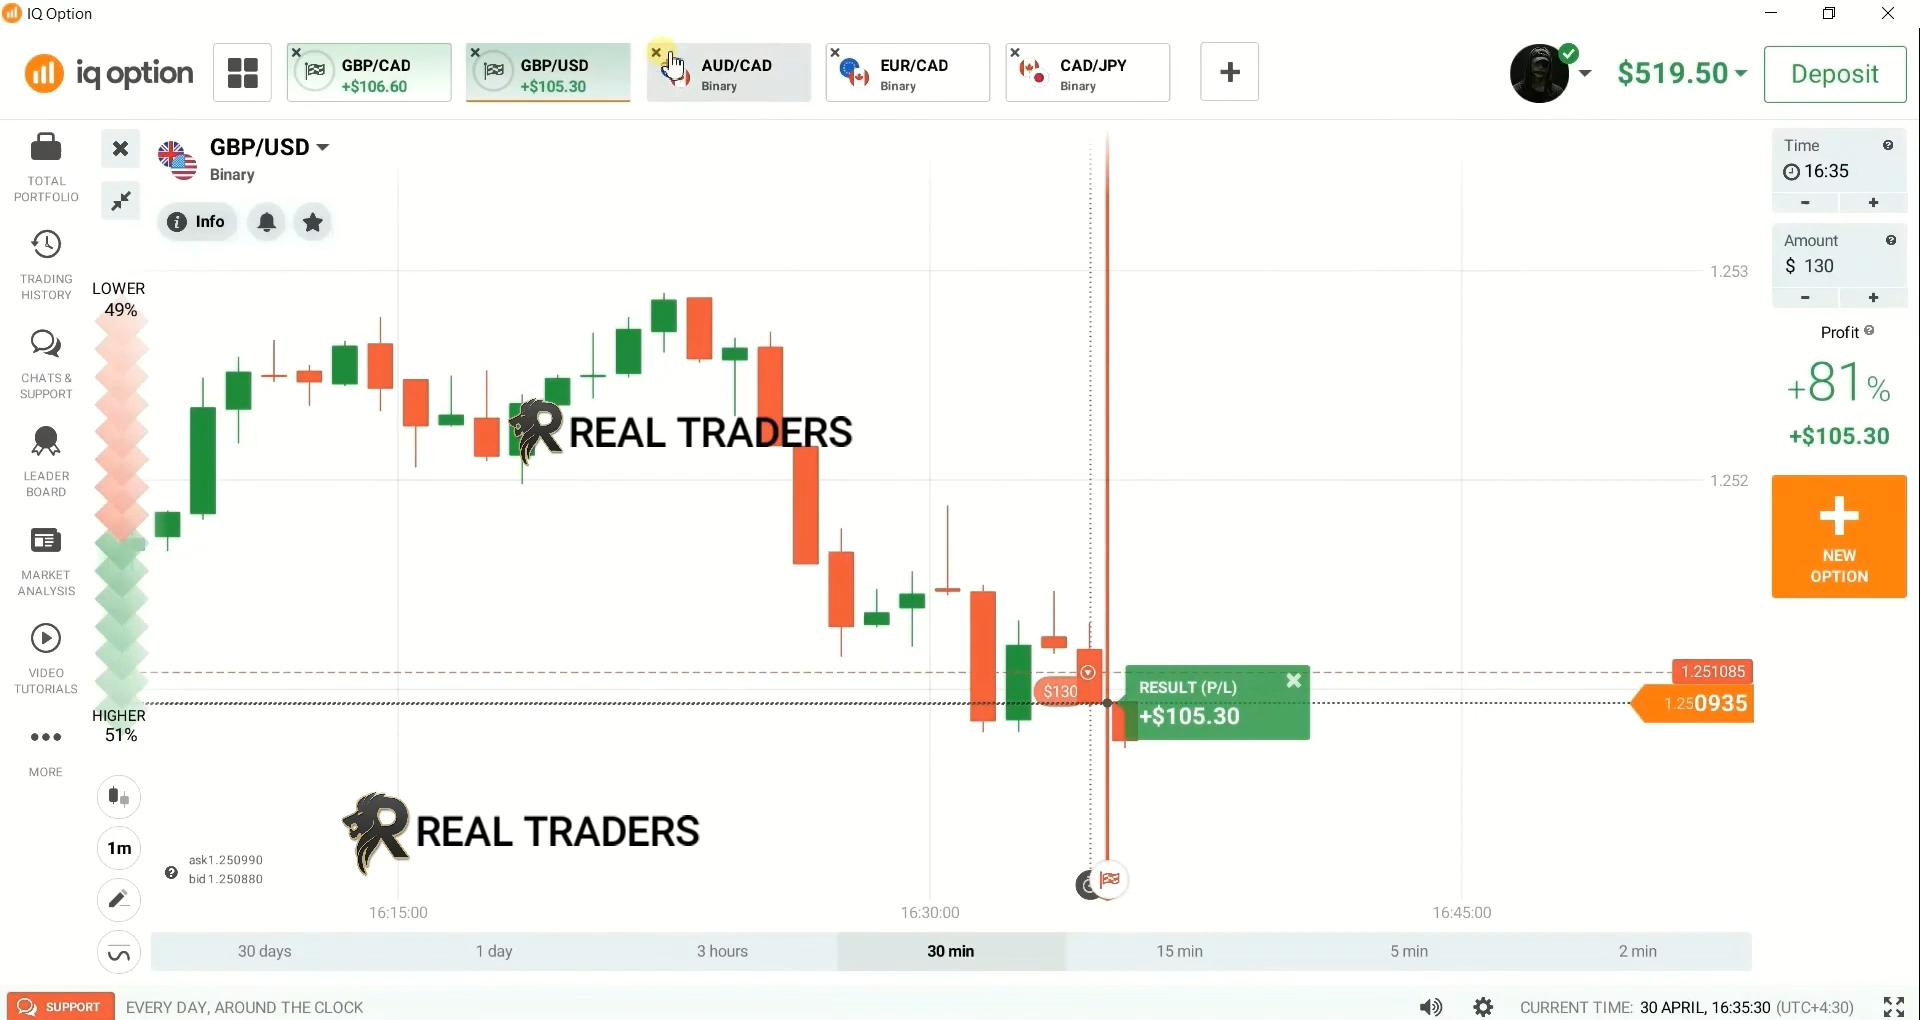 IQ Option
iq option
GBP/CAD
+$106.60
GBP/USD
+$105.30
AUD/CAD
Binary
EUR/CAD
Binary
CAD/JPY
Binary
$519.50
Deposit
TOTAL
PORTFOLIO
TRADING
HISTORY
CHATS &
SUPPORT
LEADER
BOARD
MARKET
ANALYSIS
VIDEO
TUTORIALS
MORE
GBP/USD
Binary
Info
LOWER
49%
HIGHER
51%
1m
REAL TRADERS
REAL TRADERS
$130
RESULT (P/L)
+$105.30
1.253
1.252
1.251085
1.250935
ask1.250990
bid1.250880
16:15:00
16:30:00
16:45:00
30 days
1 day
3 hours
30 min
15 min
5 min
2 min
Time
16:35
- +
Amount
$ 130
- +
Profit
+81%
+$105.30
NEW
OPTION
SUPPORT
EVERY DAY, AROUND THE CLOCK
CURRENT TIME: 30 APRIL, 16:35:30 (UTC+4:30)